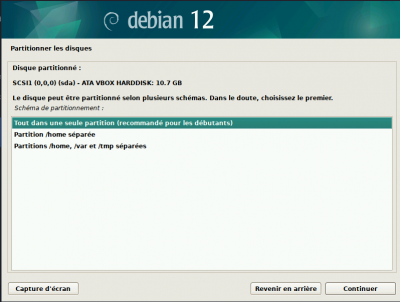 debian 12
Partitionner les disques
Disque partitionné :
SCSI1 (0,0,0) (sda) - ATA VBOX HARDDISK: 10.7 GB
Le disque peut être partitionné selon plusieurs schémas. Dans le doute, choisissez le premier.
Schéma de partitionnement :
Tout dans une seule partition (recommandé pour les débutants)
Partition /home séparée
Partitions /home, /var et /tmp séparées
Capture d'écran
Revenir en arrière
Continuer